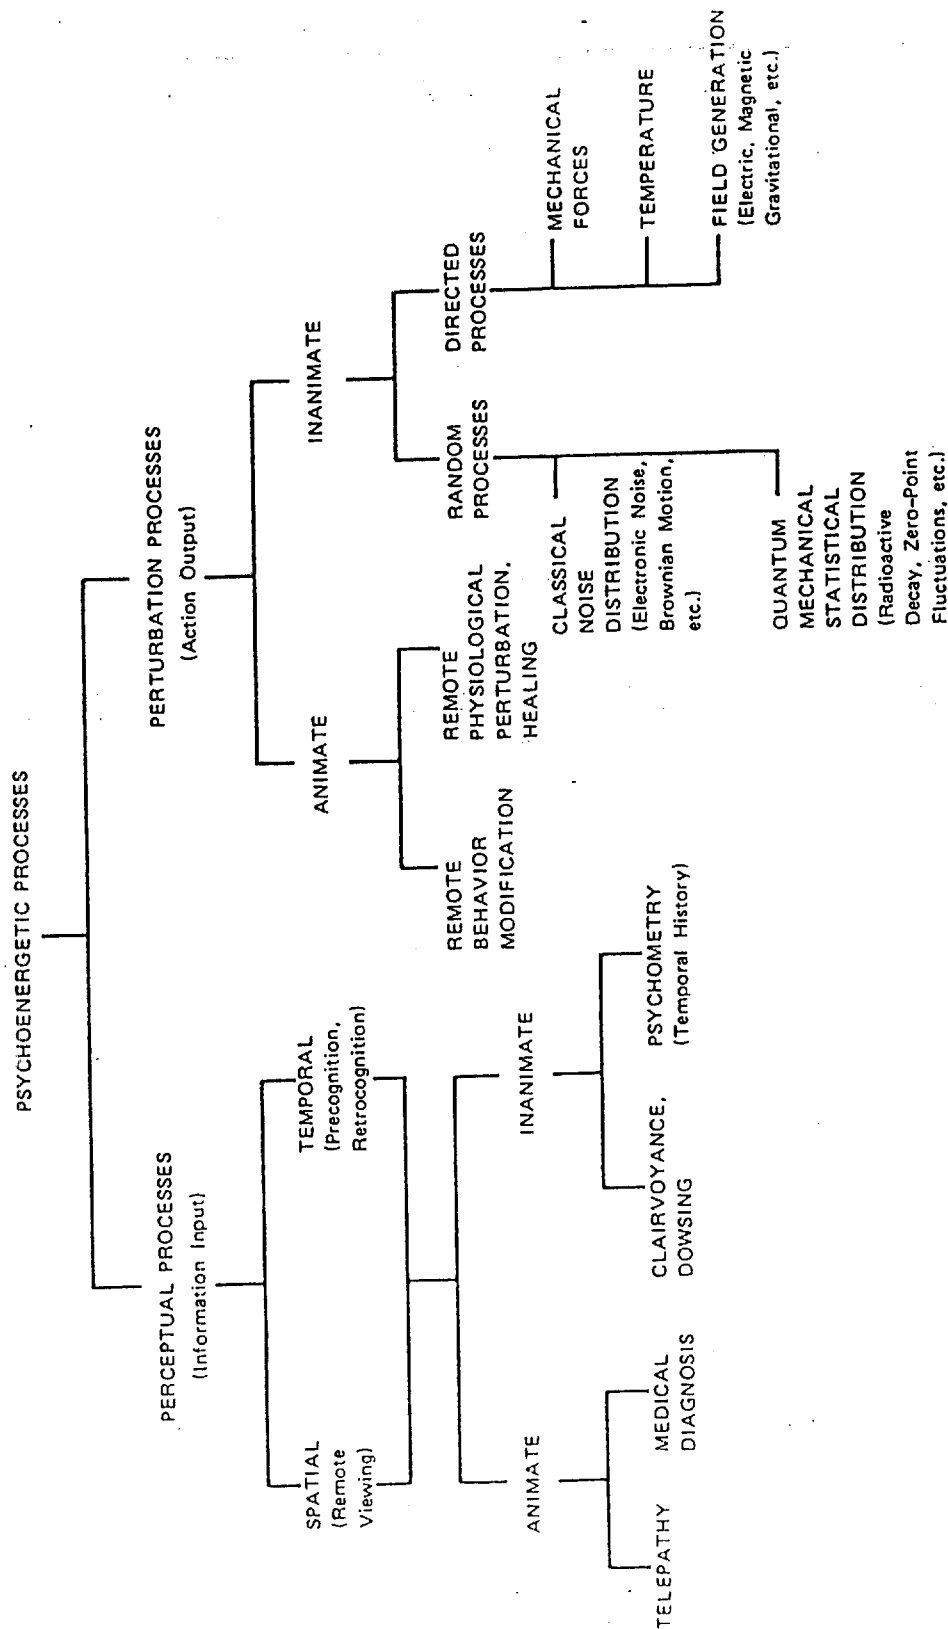 PSYCHOENERGETIC PROCESSES
PERCEPTUAL PROCESSES
(Information Input)
PERTURBATION PROCESSES
(Action Output)
SPATIAL
(Remote
Viewing)
TEMPORAL
(Precognition,
Retrocognition)
ANIMATE
INANIMATE
TELEPATHY
MEDICAL
DIAGNOSIS
CLAIRVOYANCE,
DOWSING
PSYCHOMETRY
(Temporal History)
ANIMATE
INANIMATE
REMOTE
BEHAVIOR
MODIFICATION
REMOTE
PHYSIOLOGICAL
PERTURBATION,
HEALING
RANDOM
PROCESSES
DIRECTED
PROCESSES
CLASSICAL
NOISE
DISTRIBUTION
(Electronic Noise,
Brownian Motion,
etc.)
QUANTUM
MECHANICAL
STATISTICAL
DISTRIBUTION
(Radioactive
Decay, Zero-Point
Fluctuations, etc.)
MECHANICAL
FORCES
TEMPERATURE
FIELD GENERATION
(Electric, Magnetic
Gravitational, etc.)